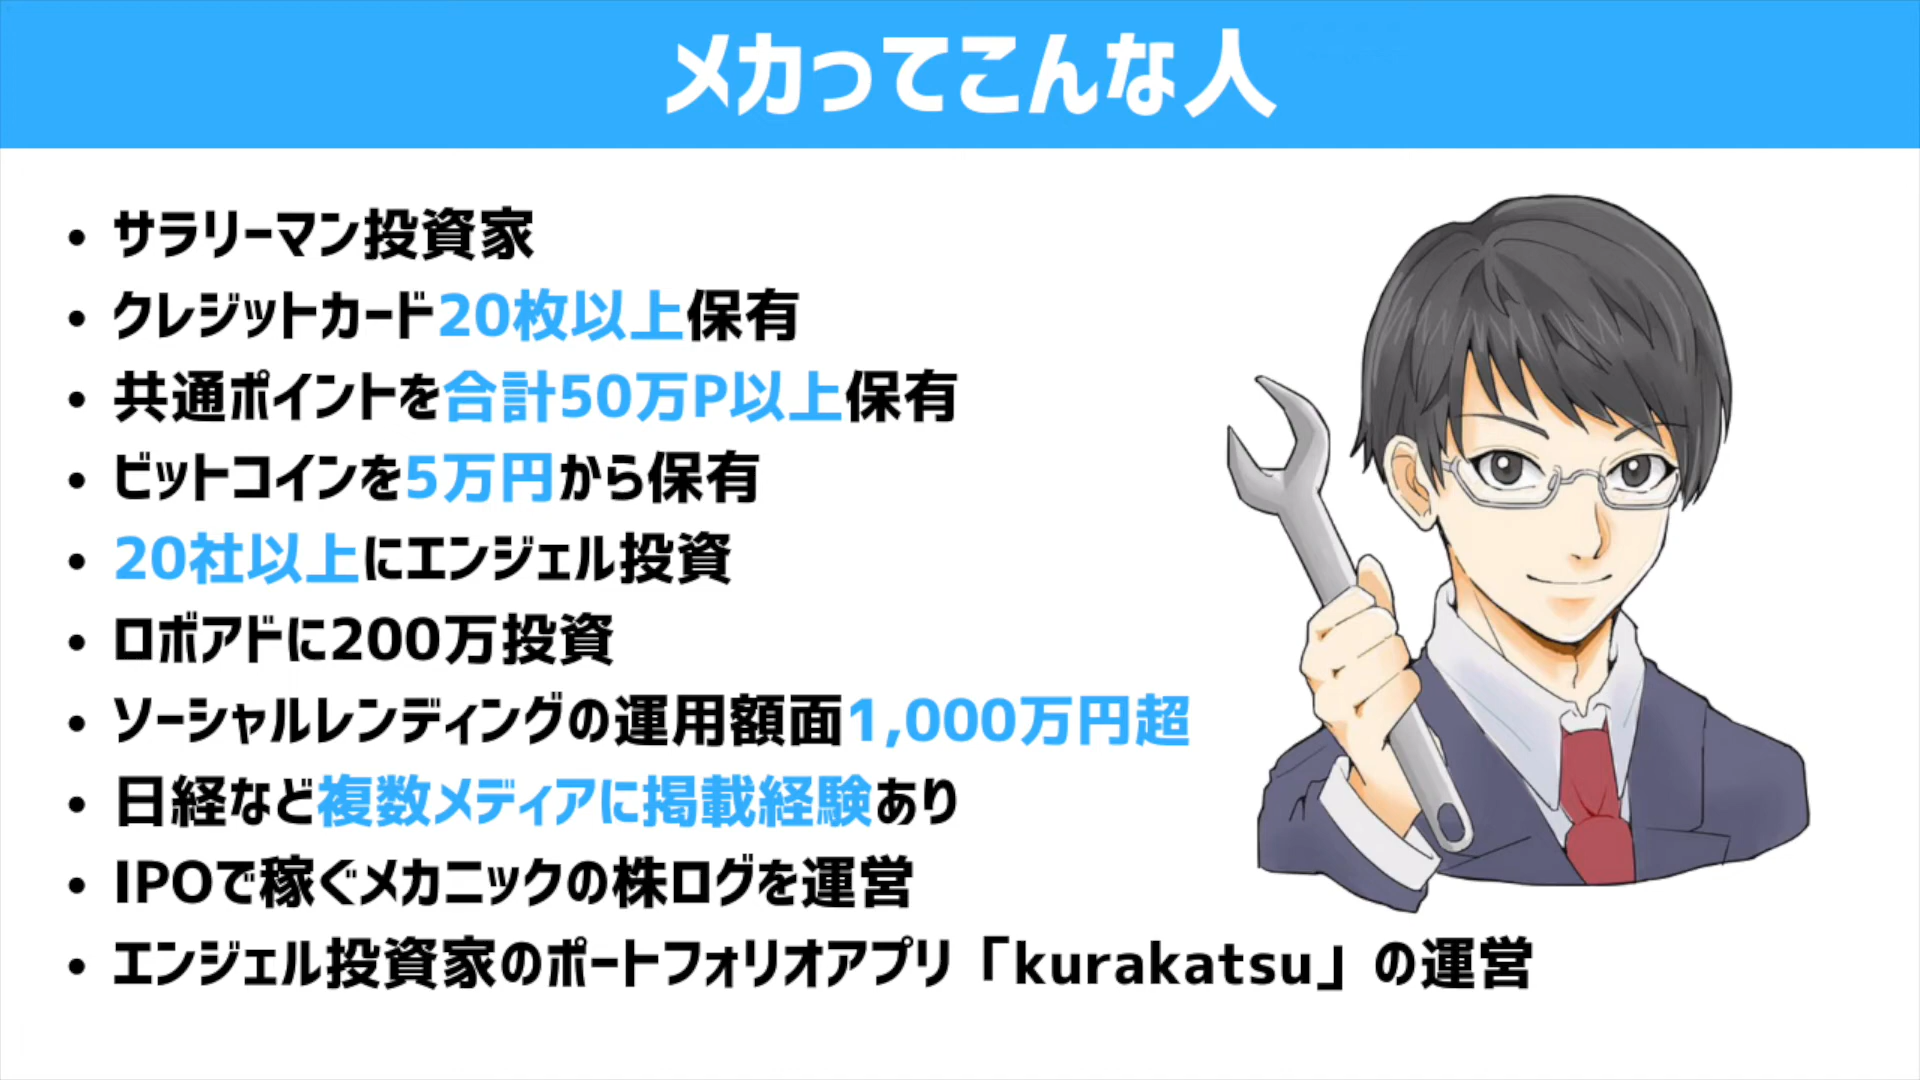 メカってこんな人
・サラリーマン投資家
・クレジットカード20枚以上保有
・共通ポイントを合計50万P以上保有
・ビットコインを5万円から保有
・20社以上にエンジェル投資
・ロボアドに200万投資
・ソーシャルレンディングの運用額面1,000万円超
・日経など複数メディアに掲載経験あり
・IPOで稼ぐメカニックの株ログを運営
・エンジェル投資家のポートフォリオアプリ「kurakatsu」の運営